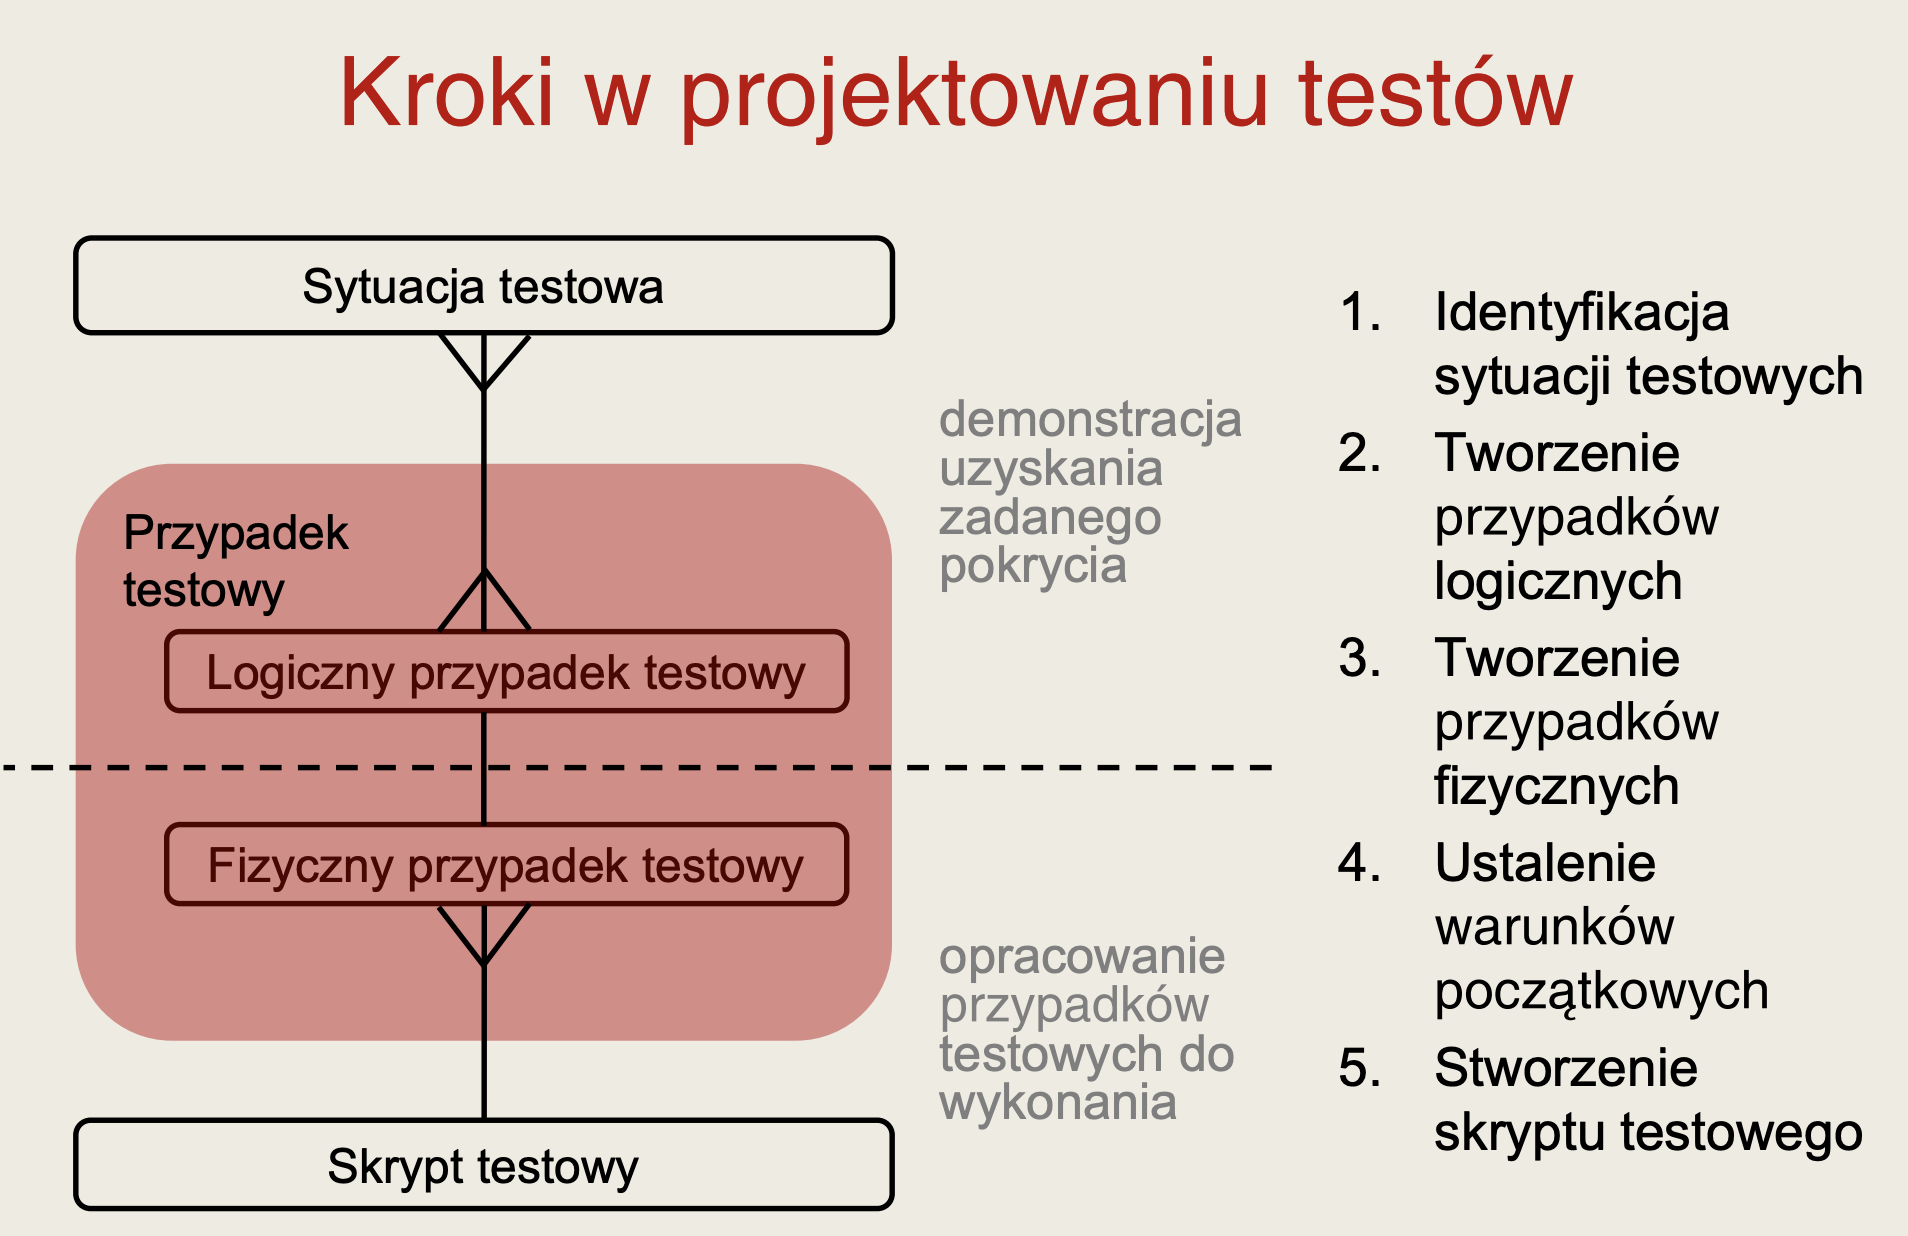 Kroki w projektowaniu testów
Sytuacja testowa
demonstracja
uzyskania
zadanego
pokrycia
Przypadek
testowy
Logiczny przypadek testowy
Fizyczny przypadek testowy
opracowanie
przypadków
testowych do
wykonania
Skrypt testowy
1. Identyfikacja
sytuacji testowych
2. Tworzenie
przypadków
logicznych
3. Tworzenie
przypadków
fizycznych
4. Ustalenie
warunków
początkowych
5. Stworzenie
skryptu testowego